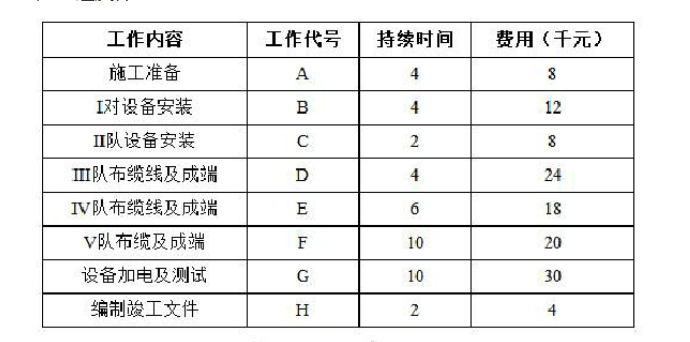 工作内容 工作代号 持续时间 费用（千元）
施工准备 A 4 8
I对设备安装 B 4 12
II队设备安装 C 2 8
III队布缆线及成端 D 4 24
IV队布缆线及成端 E 6 18
V队布缆及成端 F 10 20
设备加电及测试 G 10 30
编制竣工文件 H 2 4